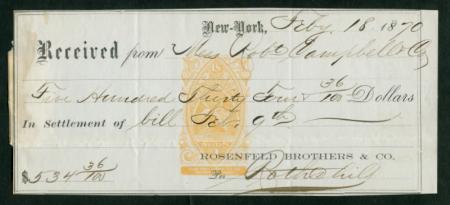 New-York, Feby. 18, 1870
Received from Mess Robt Campbell & Co
Five Hundred Thirty Four 36/100 Dollars
In Settlement of bill Feb. 9th
ROSENFELD BROTHERS & CO.
$534 36/100 Per